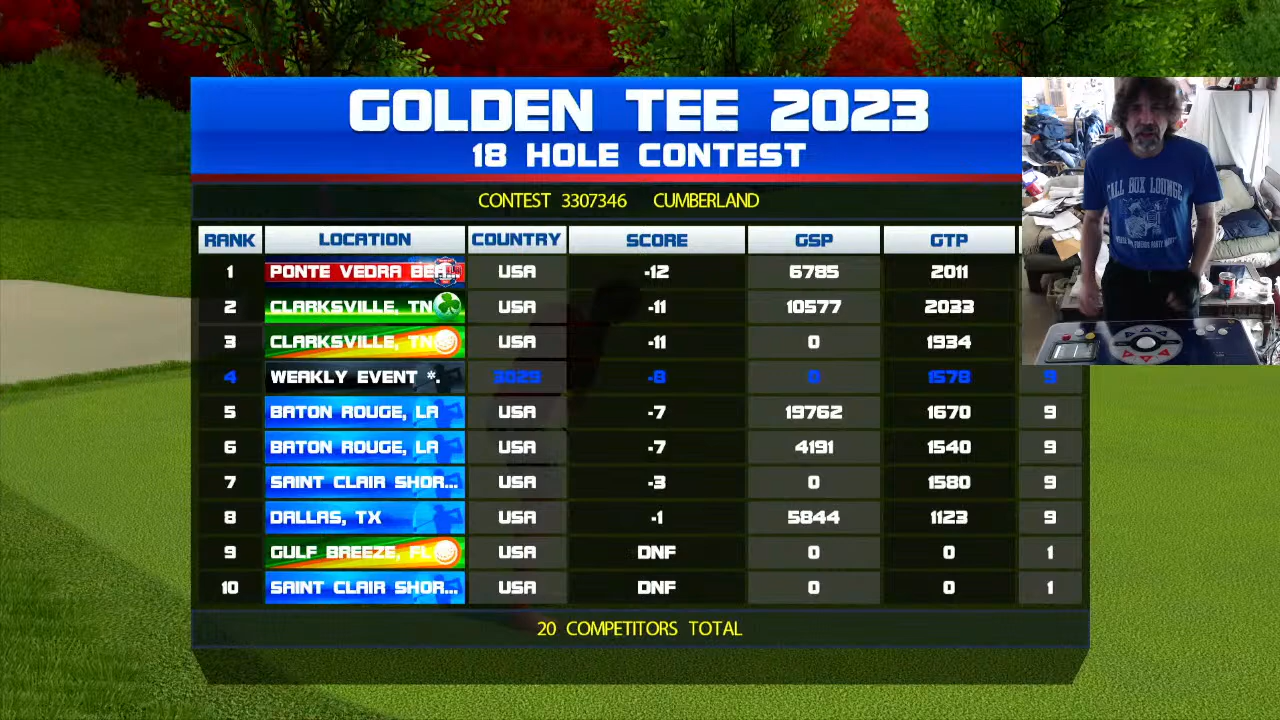 GOLDEN TEE 2023
18 HOLE CONTEST
CONTEST 3307346 CUMBERLAND
RANK LOCATION COUNTRY SCORE GSP GTP
1 PONTE VEDRA BEA... USA -12 6785 2011
2 CLARKSVILLE, TN USA -11 10577 2033
3 CLARKSVILLE, TN USA -11 0 1934
4 WEAKLY EVENT *. 3029 -8 0 1578 9
5 BATON ROUGE, LA USA -7 19762 1670 9
6 BATON ROUGE, LA USA -7 4191 1540 9
7 SAINT CLAIR SHOR... USA -3 0 1580 9
8 DALLAS, TX USA -1 5844 1123 9
9 GULF BREEZE, FL USA DNF 0 0 1
10 SAINT CLAIR SHOR... USA DNF 0 0 1
20 COMPETITORS TOTAL
CALL BOX LOUNGE